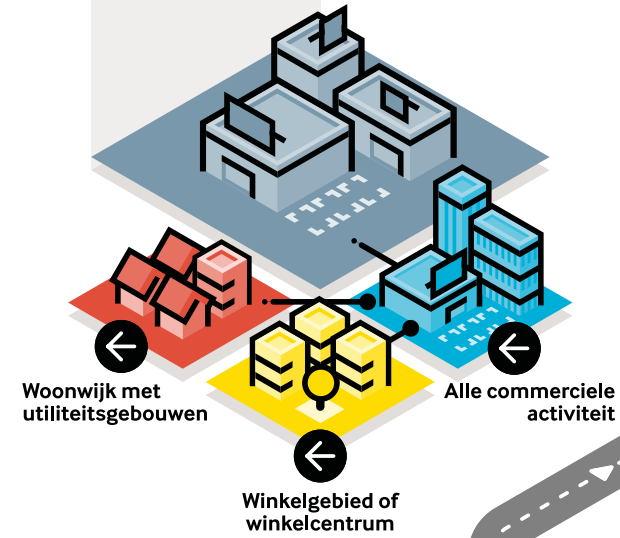 Woonwijk met
utiliteitsgebouwen
Alle commerciele
activiteit
Winkelgebied of
winkelcentrum